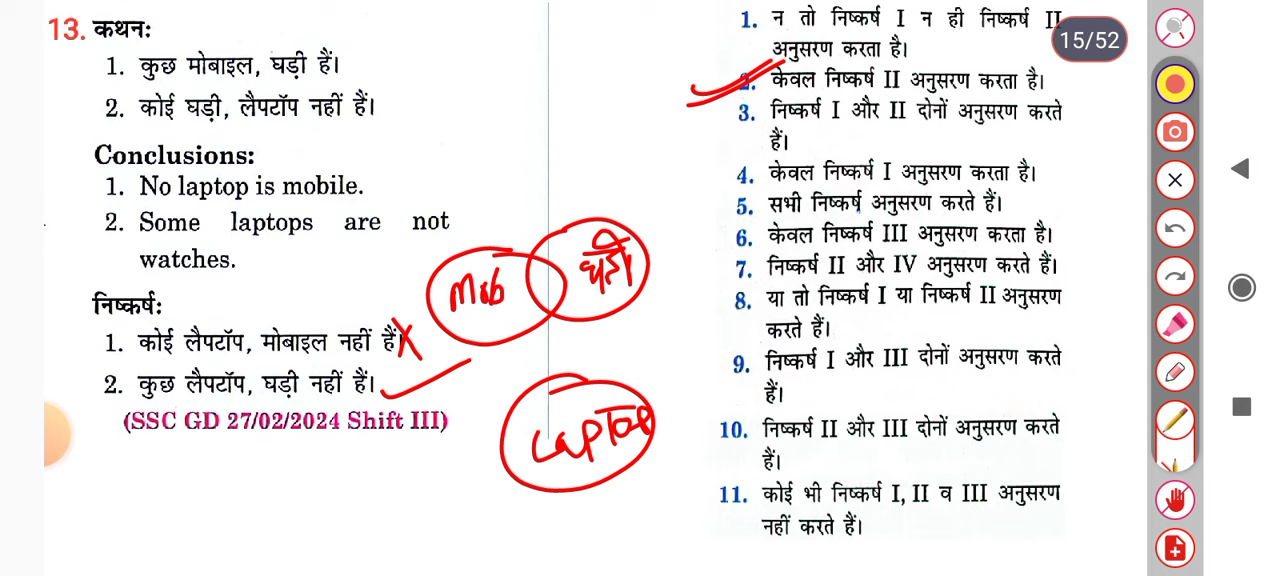 13. कथनः
1. कुछ मोबाइल, घड़ी हैं।
2. कोई घड़ी, लैपटॉप नहीं हैं।
Conclusions:
1. No laptop is mobile.
2. Some laptops are not
watches.
निष्कर्षः
1. कोई लैपटॉप, मोबाइल नहीं हैं।
2. कुछ लैपटॉप, घड़ी नहीं हैं।
(SSC GD 27/02/2024 Shift III)
Mob
घड़ी
LapTop
1. न तो निष्कर्ष I न ही निष्कर्ष II
अनुसरण करता है।
2. केवल निष्कर्ष II अनुसरण करता है।
3. निष्कर्ष I और II दोनों अनुसरण करते
हैं।
4. केवल निष्कर्ष I अनुसरण करता है।
5. सभी निष्कर्ष अनुसरण करते हैं।
6. केवल निष्कर्ष III अनुसरण करता है।
7. निष्कर्ष II और IV अनुसरण करते हैं।
8. या तो निष्कर्ष I या निष्कर्ष II अनुसरण
करते हैं।
9. निष्कर्ष I और III दोनों अनुसरण करते
हैं।
10. निष्कर्ष II और III दोनों अनुसरण करते
हैं।
11. कोई भी निष्कर्ष I, II व III अनुसरण
नहीं करते हैं।
15/52